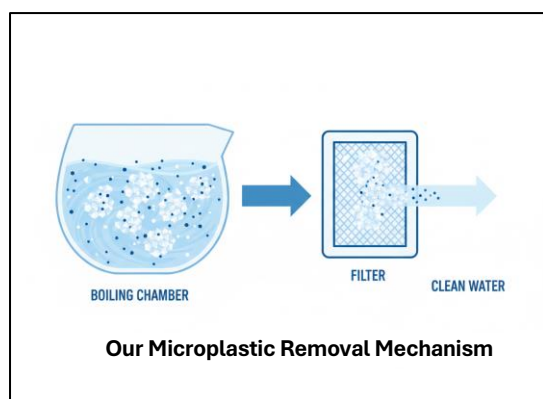 BOILING CHAMBER
FILTER
CLEAN WATER
Our Microplastic Removal Mechanism